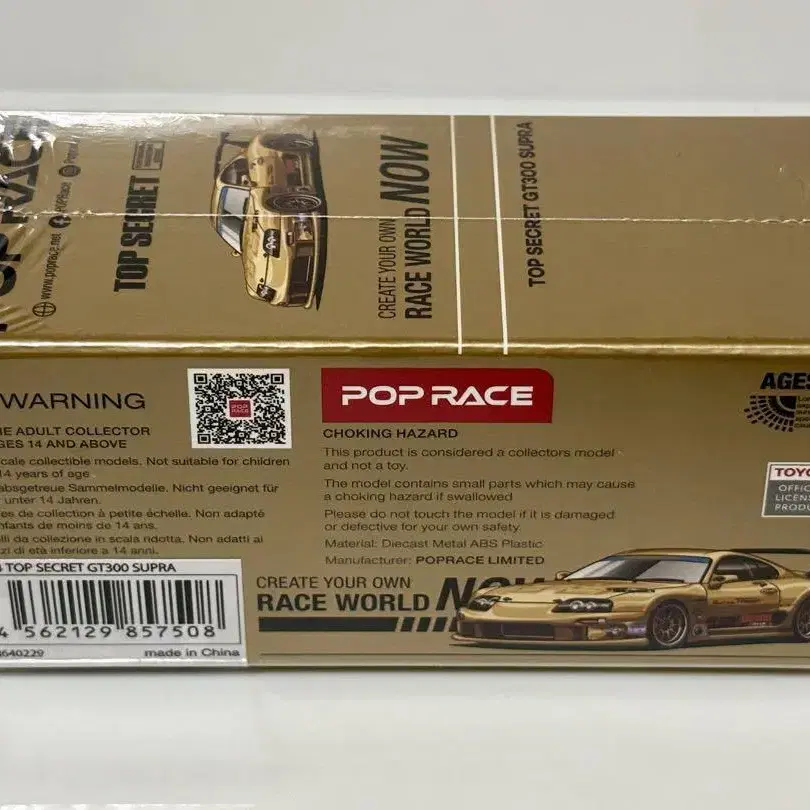 POP RACE
www.poprace.net
POPRace
TOP SECRET
CREATE YOUR OWN
RACE WORLD NOW
TOP SECRET GT300 SUPRA
WARNING
ADULT COLLECTOR
AGES 14 AND ABOVE
scale collectible models. Not suitable for children
14 years of age
Sammelmodelle. Nicht geeignet für
unter 14 Jahren.
de collection à petite échelle. Non adapté
enfants de moins de 14 ans.
da collezione in scala ridotta. Non adatti ai
di età inferiore a 14 anni.
TOP SECRET GT300 SUPRA
4 562129 857508
640229
made in China
POP RACE
CHOKING HAZARD
This product is considered a collectors model
and not a toy.
The model contains small parts which may cause
a choking hazard if swallowed
Please do not touch the model if it is damaged
or defective for your own safety.
Material: Diecast Metal ABS Plastic
Manufacturer: POPRACE LIMITED
CREATE YOUR OWN
RACE WORLD NOW
AGES